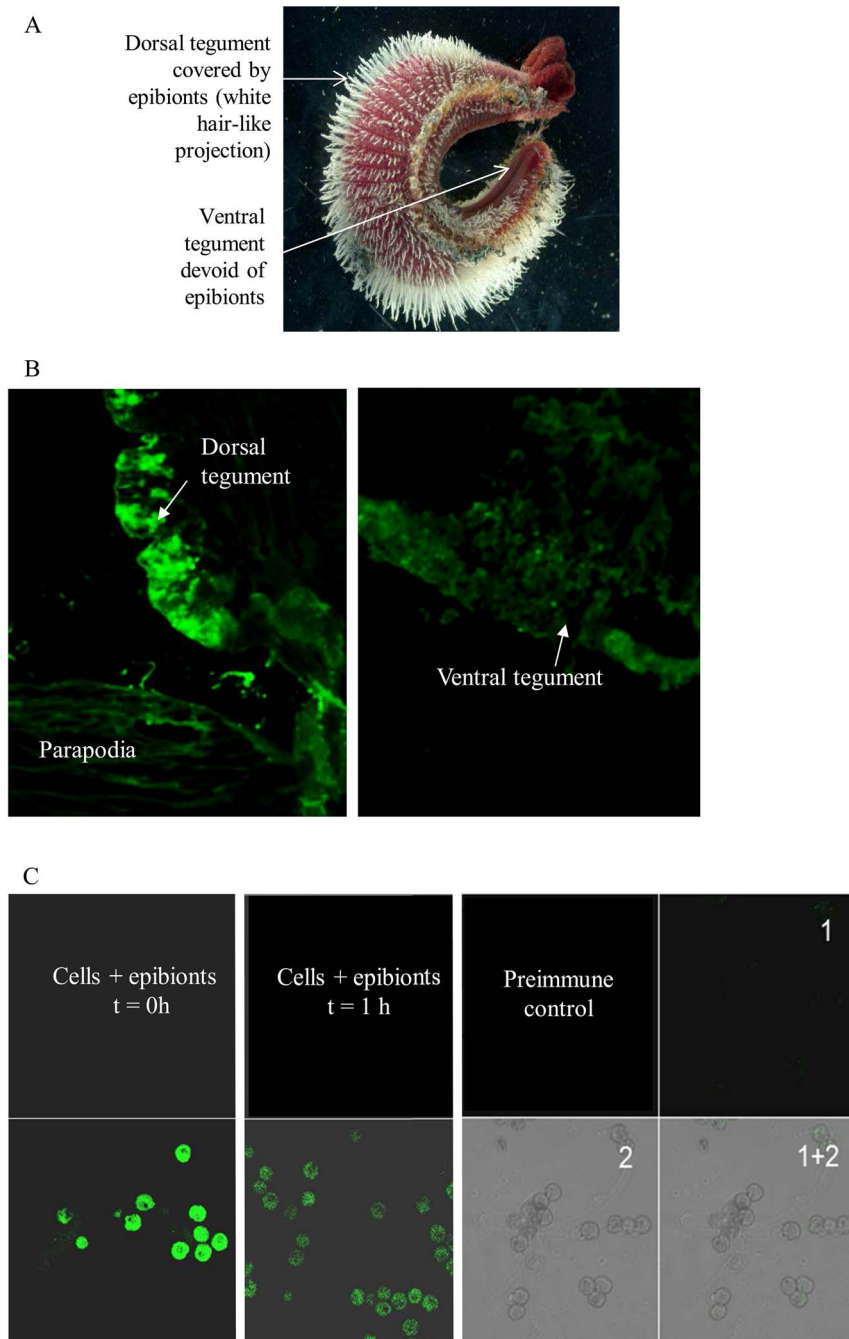 A
Dorsal tegument
covered by
epibionts (white
hair-like
projection)
Ventral
tegument
devoid of
epibionts
B
Dorsal
tegument
Parapodia
Ventral tegument
C
Cells + epibionts
t = 0h
Cells + epibionts
t = 1 h
Preimmune
control
1
2
1+2